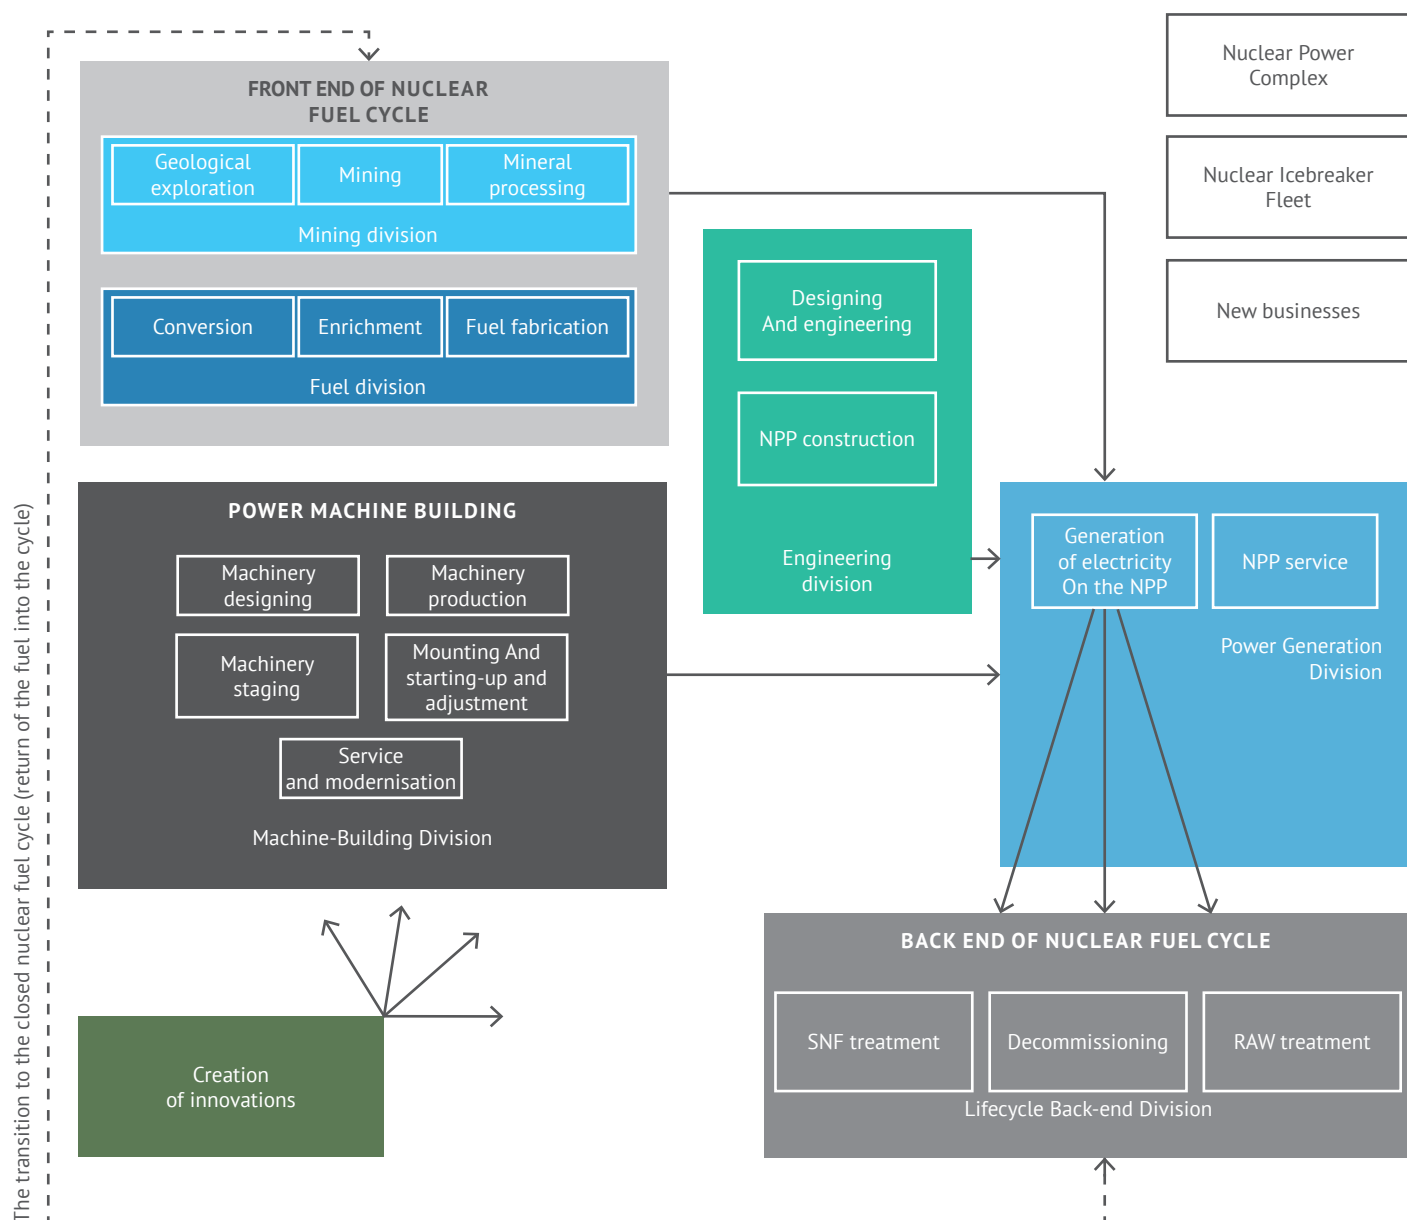 FRONT END OF NUCLEAR
FUEL CYCLE
Geological
exploration
Mining
Mineral
processing
Mining division
Conversion
Enrichment
Fuel fabrication
Fuel division
Designing
And engineering
NPP construction
Engineering
division
Nuclear Power
Complex
Nuclear Icebreaker
Fleet
New businesses
POWER MACHINE BUILDING
Machinery
designing
Machinery
production
Machinery
staging
Mounting And
starting-up and
adjustment
Service
and modernisation
Machine-Building Division
Generation
of electricity
On the NPP
NPP service
Power Generation
Division
BACK END OF NUCLEAR FUEL CYCLE
SNF treatment
Decommissioning
RAW treatment
Lifecycle Back-end Division
Creation
of innovations
The transition to the closed nuclear fuel cycle (return of the fuel into the cycle)